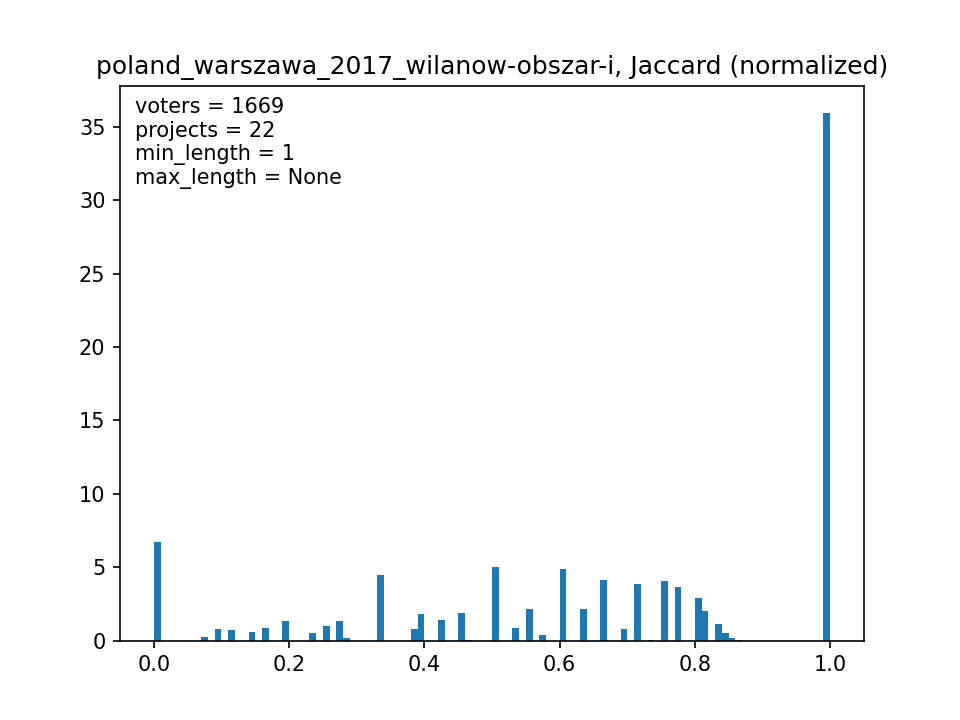 poland_warszawa_2017_wilanow-obszar-i, Jaccard (normalized)
voters = 1669
projects = 22
min_length = 1
max_length = None
35
30
25
20
15
10
5
0
0.0 0.2 0.4 0.6 0.8 1.0